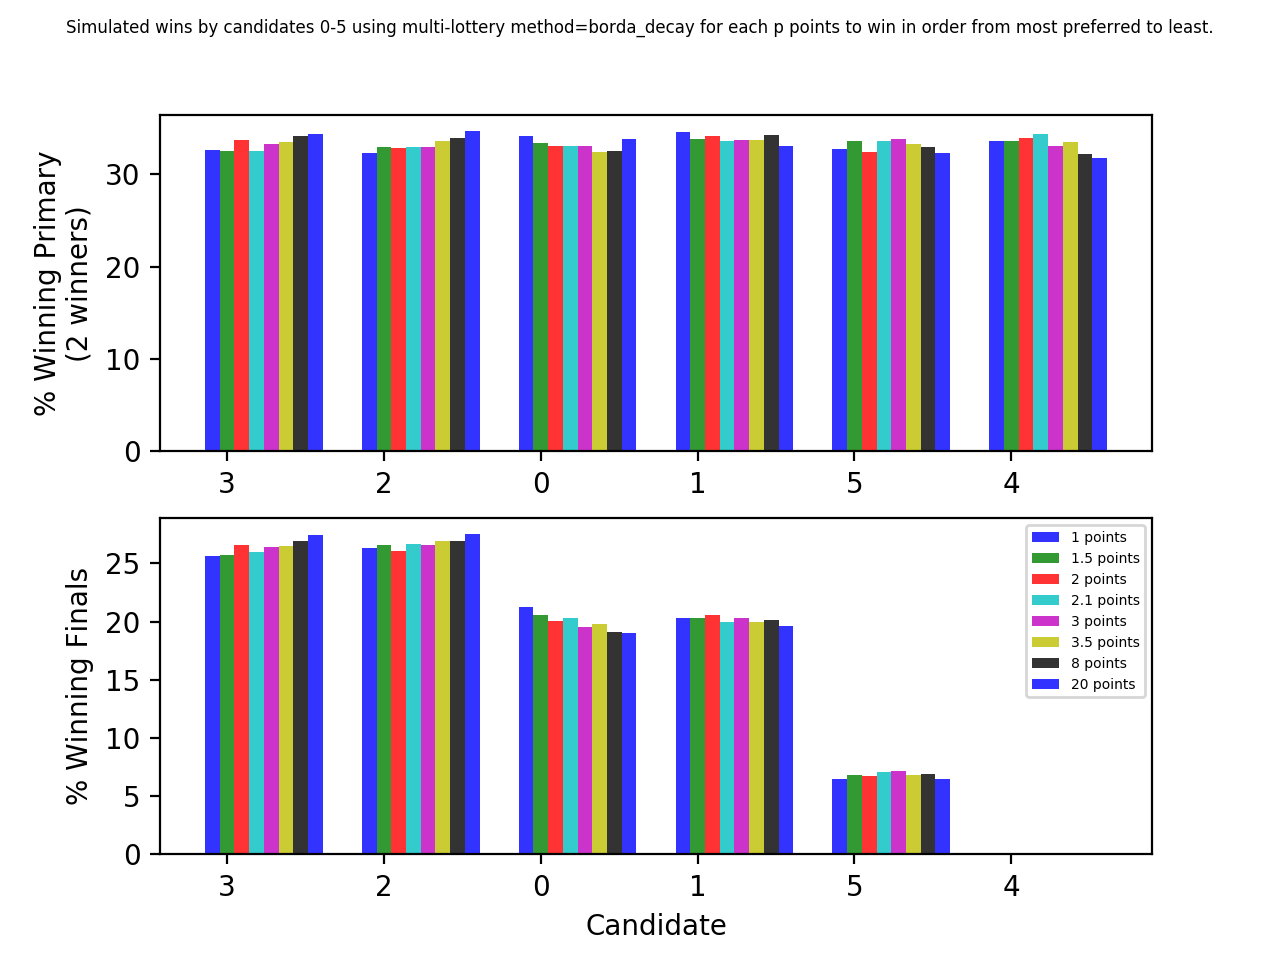 Simulated wins by candidates 0-5 using multi-lottery method=borda_decay for each p points to win in order from most preferred to least.
% Winning Primary
(2 winners)
30
20
10
0
3 2 0 1 5 4
% Winning Finals
25
20
15
10
5
0
1 points
1.5 points
2 points
2.1 points
3 points
3.5 points
8 points
20 points
3 2 0 1 5 4
Candidate